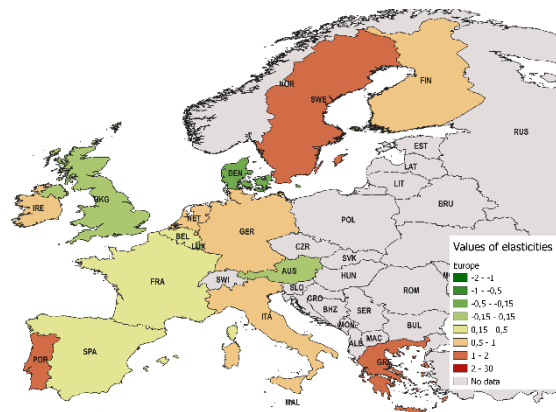 FIN
NOR
SWE
RUS
EST
LAT
DEN
LIT
GKG
BRU
IRE
NET
POL
GER
BEL
LUX
CZR
SVK
AUS
HUN
FRA
SWI
SLO
ROM
CRO
BHZ
SER
ITA
MON
BUL
MAC
ALB
POR
SPA
GRE
MAL
Values of elasticities
Europe
-2 - -1
-1 - -0,5
-0,5 - -0,15
-0,15 - 0,15
0,15 - 0,5
0,5 - 1
1 - 2
2 - 30
No data